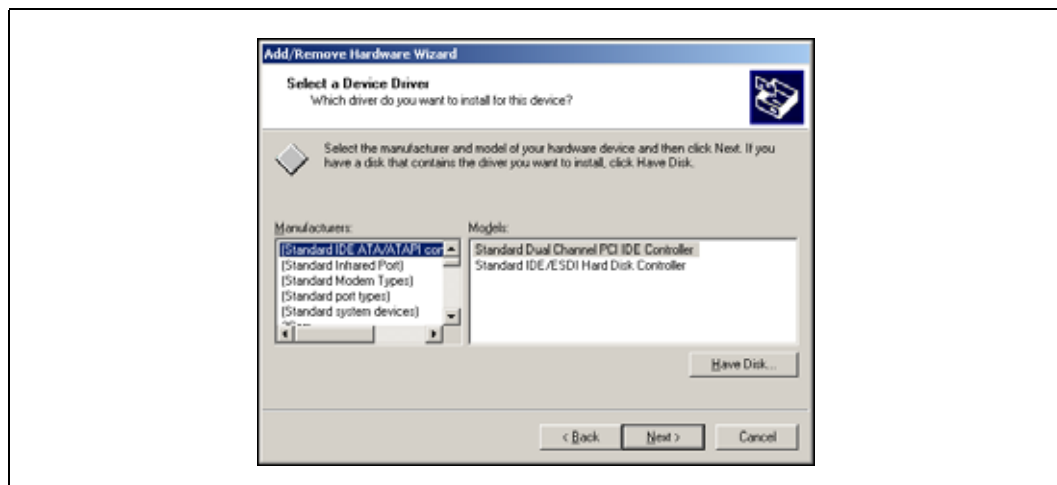 Add/Remove Hardware Wizard
Select a Device Driver
Which driver do you want to install for this device?
Select the manufacturer and model of your hardware device and then click Next. If you
have a disk that contains the driver you want to install, click Have Disk.
Manufacturers:
(Standard IDE ATA/ATAPI con
(Standard Infrared Port)
(Standard Modem Types)
(Standard port types)
(Standard system devices)
Models:
Standard Dual Channel PCI IDE Controller
Standard IDE/ESDI Hard Disk Controller
Have Disk...
< Back
Next >
Cancel